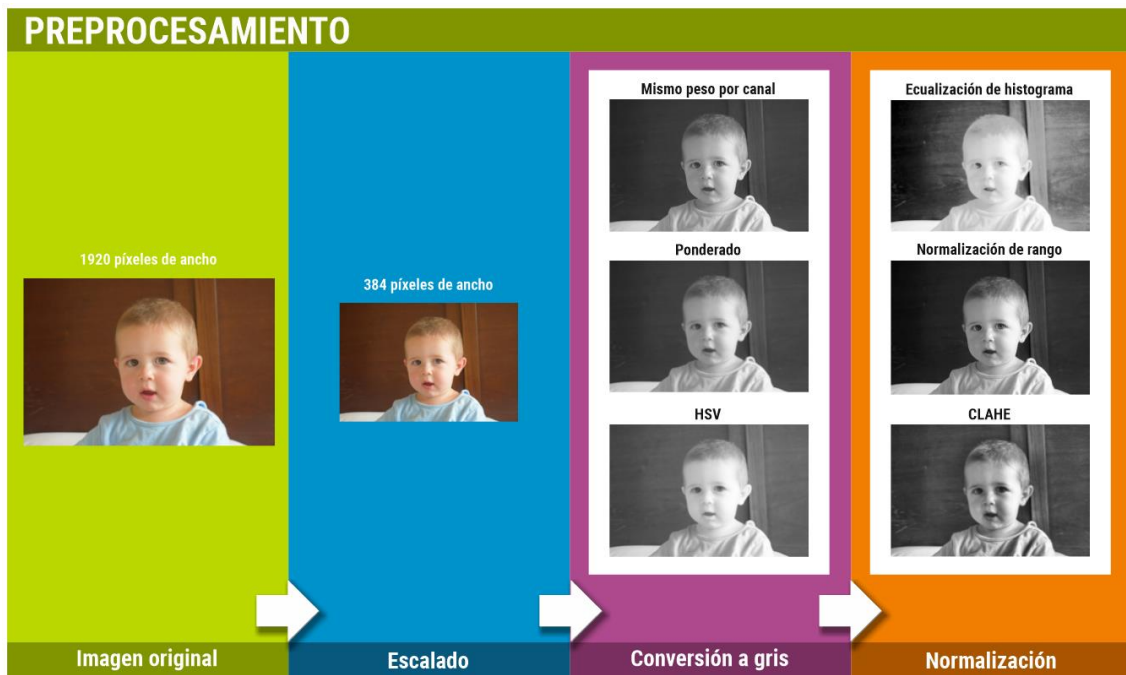 PREPROCESAMIENTO
1920 píxeles de ancho
Imagen original
384 píxeles de ancho
Escalado
Mismo peso por canal
Ponderado
HSV
Conversión a gris
Ecualización de histograma
Normalización de rango
CLAHE
Normalización